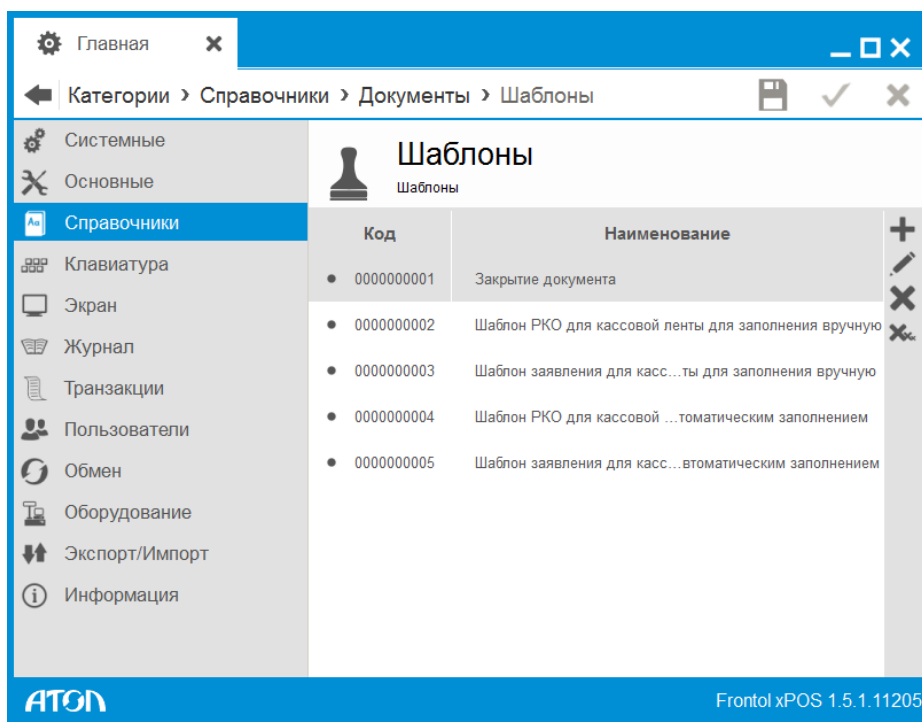 Главная
Категории › Справочники › Документы › Шаблоны
Системные
Основные
Справочники
Клавиатура
Экран
Журнал
Транзакции
Пользователи
Обмен
Оборудование
Экспорт/Импорт
Информация
Шаблоны
Шаблоны
Код Наименование
0000000001 Закрытие документа
0000000002 Шаблон РКО для кассовой ленты для заполнения вручную
0000000003 Шаблон заявления для касс...ты для заполнения вручную
0000000004 Шаблон РКО для кассовой ...томатическим заполнением
0000000005 Шаблон заявления для касс...втоматическим заполнением
АТОЛ Frontol xPOS 1.5.1.11205